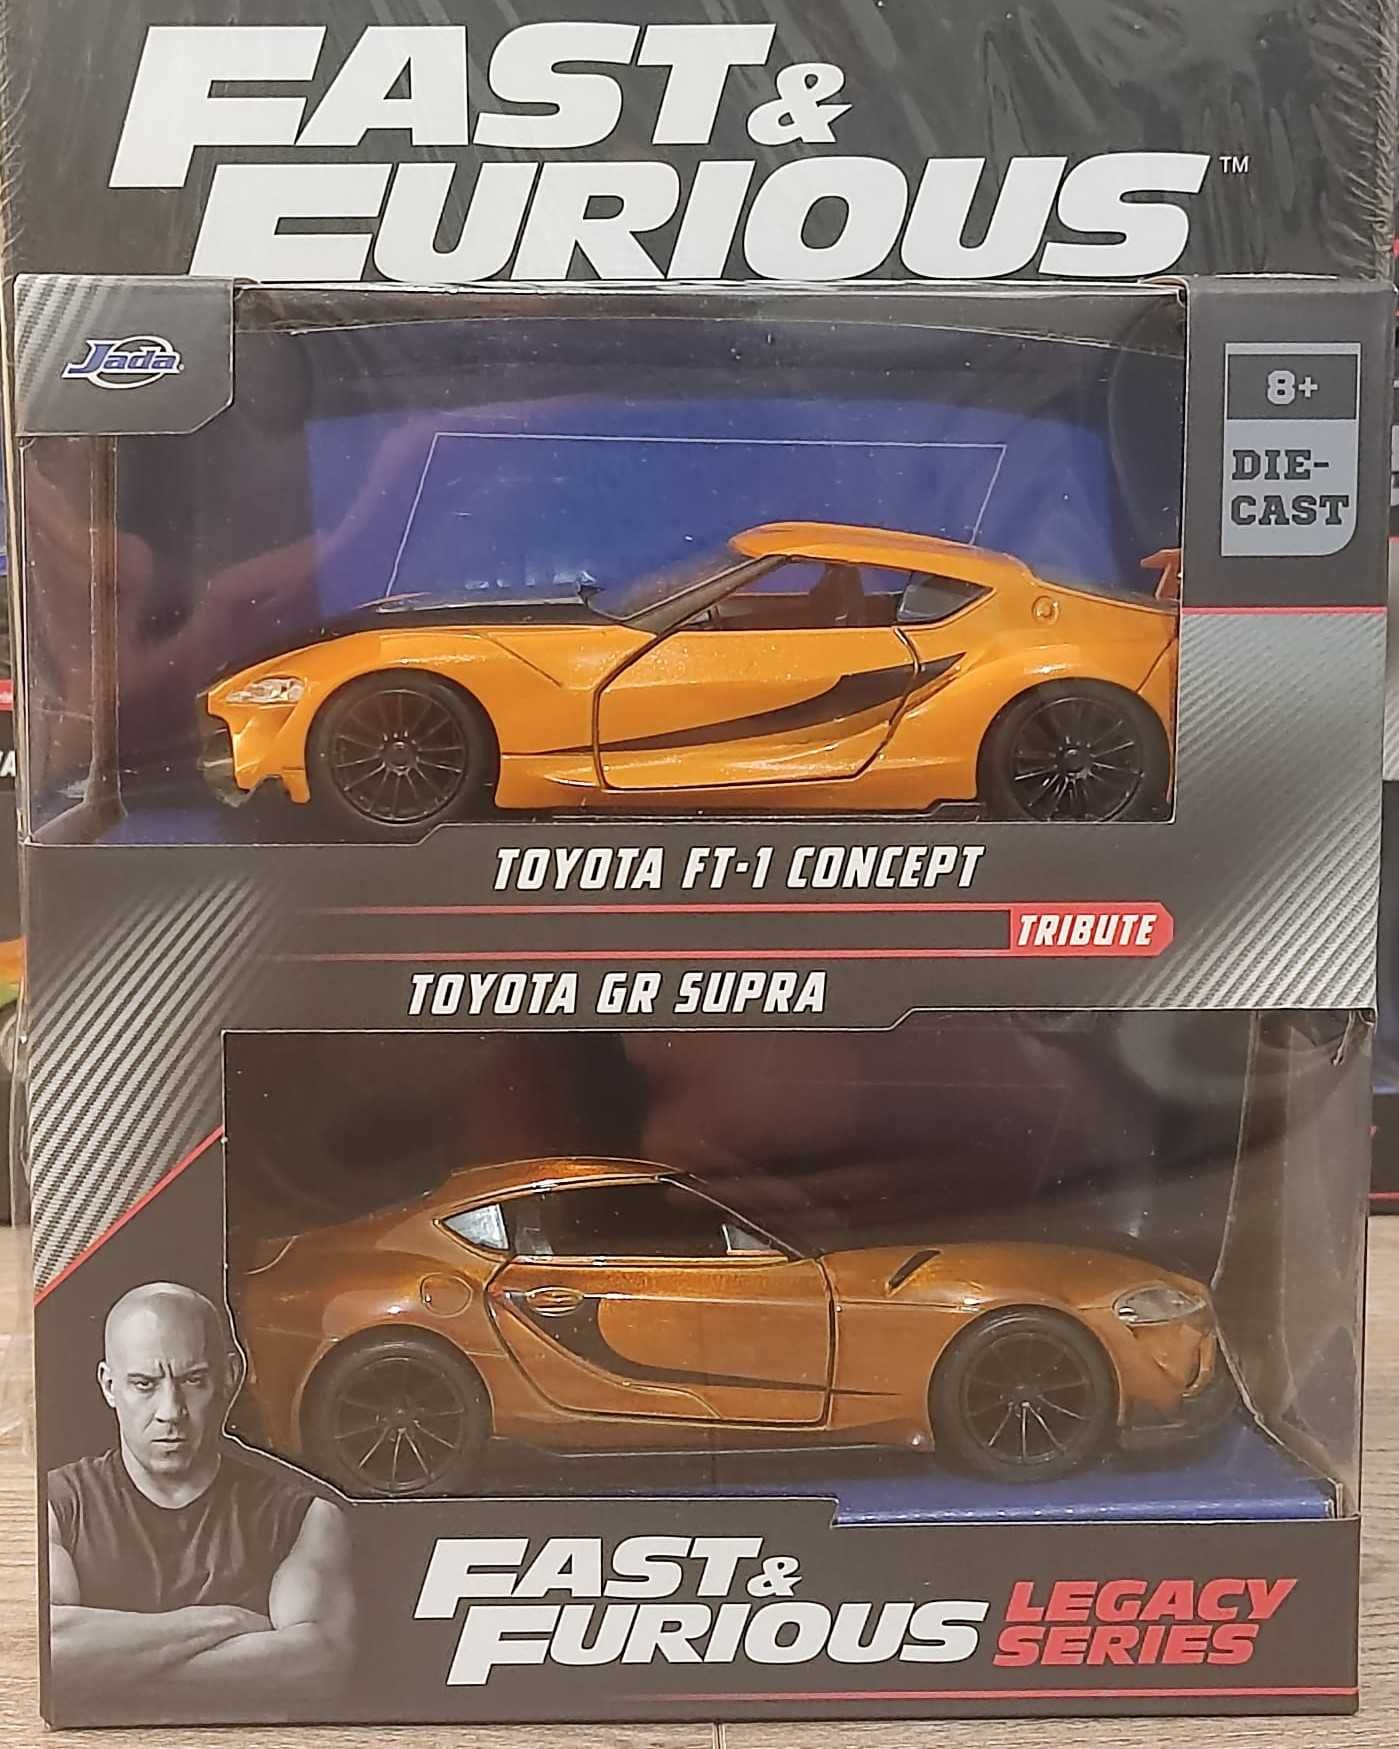 FAST &
FURIOUS™
Jada
8+
DIE-
CAST
TOYOTA FT-1 CONCEPT
TRIBUTE
TOYOTA GR SUPRA
FAST &
FURIOUS
LEGACY
SERIES